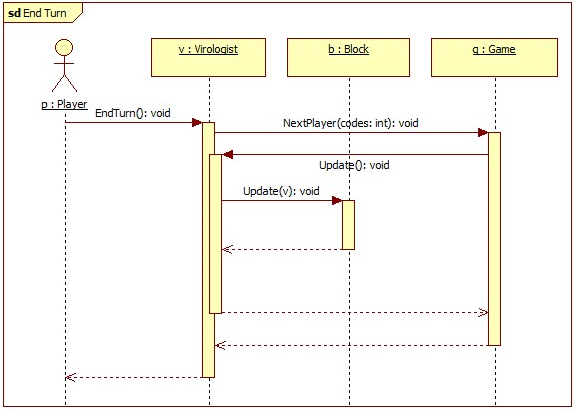 sd End Turn
v : Virologist
b : Block
g : Game
p : Player
EndTurn(): void
NextPlayer(codes: int): void
Update(): void
Update(v): void